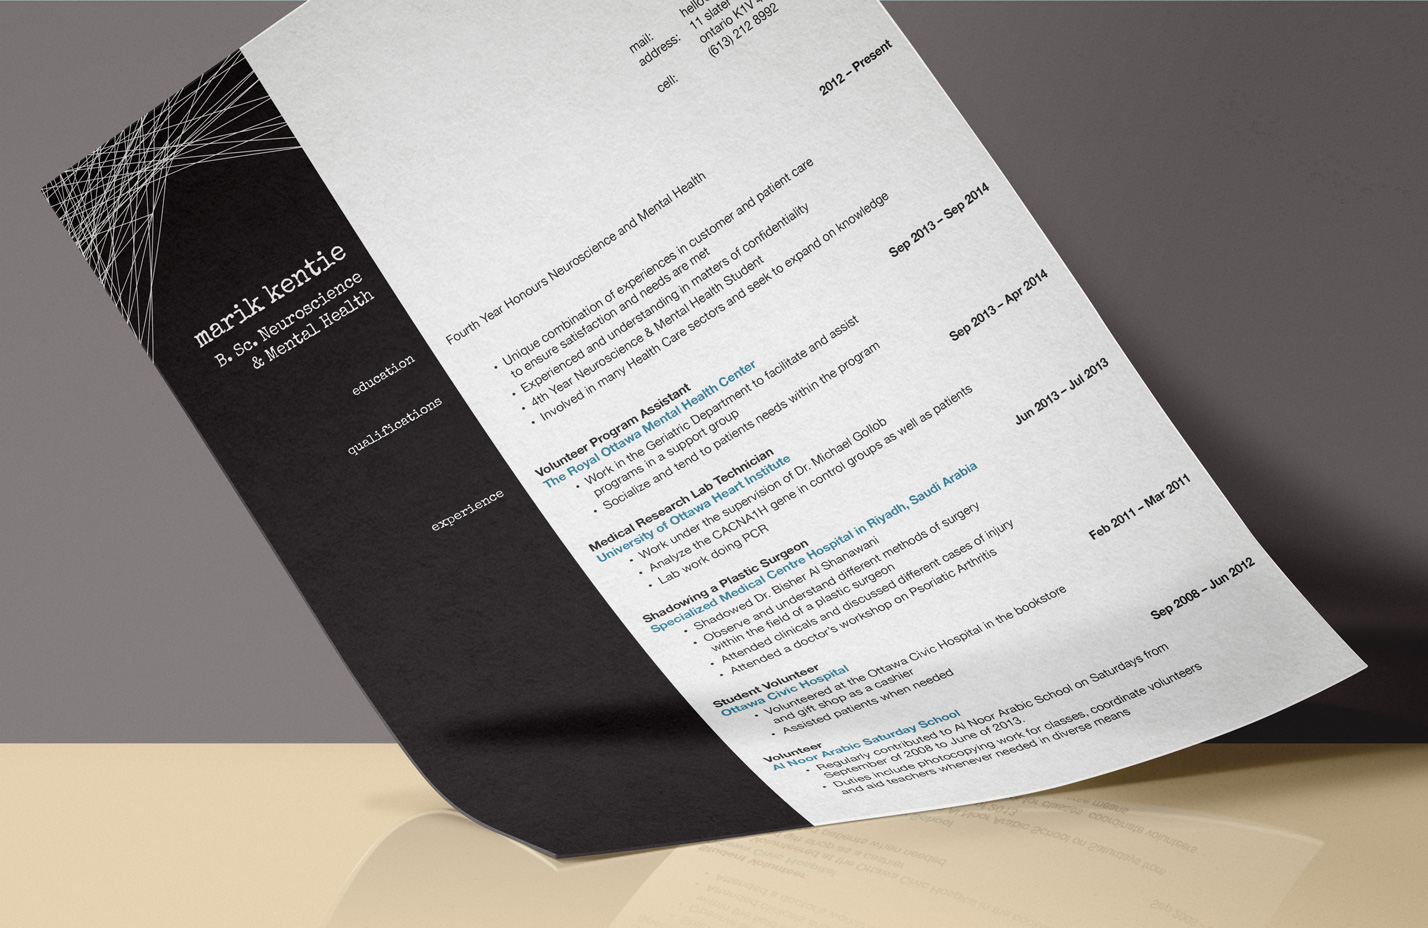 marik kentie
B. Sc. Neuroscience
& Mental Health
mail:
address:
11 slater
ontario K1V
cell:
(613) 212 8992
education
2012 – Present
Fourth Year Honours Neuroscience and Mental Health
qualifications
• Unique combination of experiences in customer and patient care
to ensure satisfaction and needs are met
• Experienced and understanding in matters of confidentiality
• 4th Year Neuroscience & Mental Health Student
• Involved in many Health Care sectors and seek to expand on knowledge
experience
Sep 2013 – Sep 2014
Volunteer Program Assistant
The Royal Ottawa Mental Health Center
• Work in the Geriatric Department to facilitate and assist
programs in a support group
• Socialize and tend to patients needs within the program
Sep 2013 – Apr 2014
Medical Research Lab Technician
University of Ottawa Heart Institute
• Work under the supervision of Dr. Michael Gollob
• Analyze the CACNA1H gene in control groups as well as patients
• Lab work doing PCR
Jun 2013 – Jul 2013
Shadowing a Plastic Surgeon
Specialized Medical Centre Hospital in Riyadh, Saudi Arabia
• Shadowed Dr. Bisher Al Shanawani
• Observe and understand different methods of surgery
within the field of a plastic surgeon
• Attended clinicals and discussed different cases of injury
• Attended a doctor's workshop on Psoriatic Arthritis
Feb 2011 – Mar 2011
Student Volunteer
Ottawa Civic Hospital
• Volunteered at the Ottawa Civic Hospital in the bookstore
and gift shop as a cashier
• Assisted patients when needed
Sep 2008 – Jun 2012
Volunteer
Al Noor Arabic Saturday School
• Regularly contributed to Al Noor Arabic School on Saturdays from
September of 2008 to June of 2013.
• Duties include photocopying work for classes, coordinate volunteers
and aid teachers whenever needed in diverse means